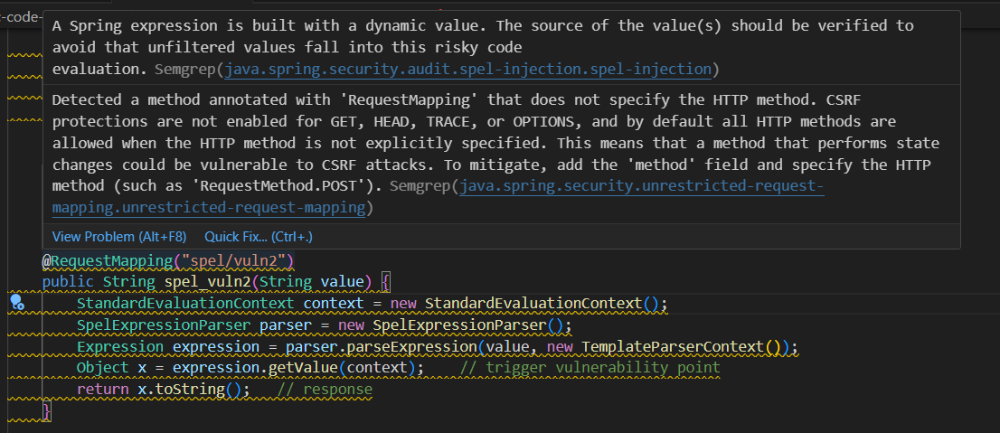 c-code-
A Spring expression is built with a dynamic value. The source of the value(s) should be verified to
avoid that unfiltered values fall into this risky code
evaluation. Semgrep(java.spring.security.audit.spel-injection.spel-injection)
Detected a method annotated with 'RequestMapping' that does not specify the HTTP method. CSRF
protections are not enabled for GET, HEAD, TRACE, or OPTIONS, and by default all HTTP methods are
allowed when the HTTP method is not explicitly specified. This means that a method that performs state
changes could be vulnerable to CSRF attacks. To mitigate, add the 'method' field and specify the HTTP
method (such as 'RequestMethod.POST'). Semgrep(java.spring.security.unrestricted-request-
mapping.unrestricted-request-mapping)
View Problem (Alt+F8) Quick Fix... (Ctrl+.)
@RequestMapping("spel/vuln2")
public String spel_vuln2(String value) {
StandardEvaluationContext context = new StandardEvaluationContext();
SpelExpressionParser parser = new SpelExpressionParser();
Expression expression = parser.parseExpression(value, new TemplateParserContext());
Object x = expression.getValue(context); // trigger vulnerability point
return x.toString(); // response
}